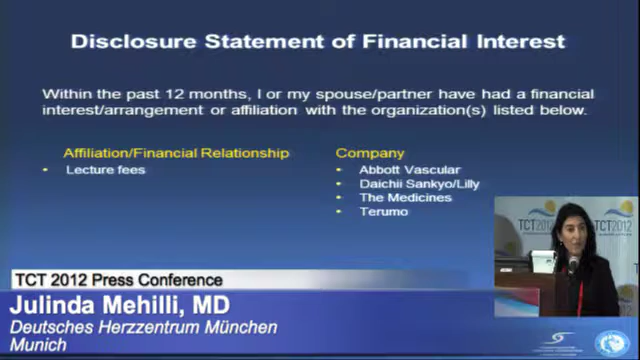 Disclosure Statement of Financial Interest
Within the past 12 months, I or my spouse/partner have had a financial
interest/arrangement or affiliation with the organization(s) listed below.
Affiliation/Financial Relationship
• Lecture fees
Company
• Abbott Vascular
• Daichii Sankyo/Lilly
• The Medicines
• Terumo
TCT2012
TCT2012
TCT 2012 Press Conference
Julinda Mehilli, MD
Deutsches Herzzentrum München
Munich